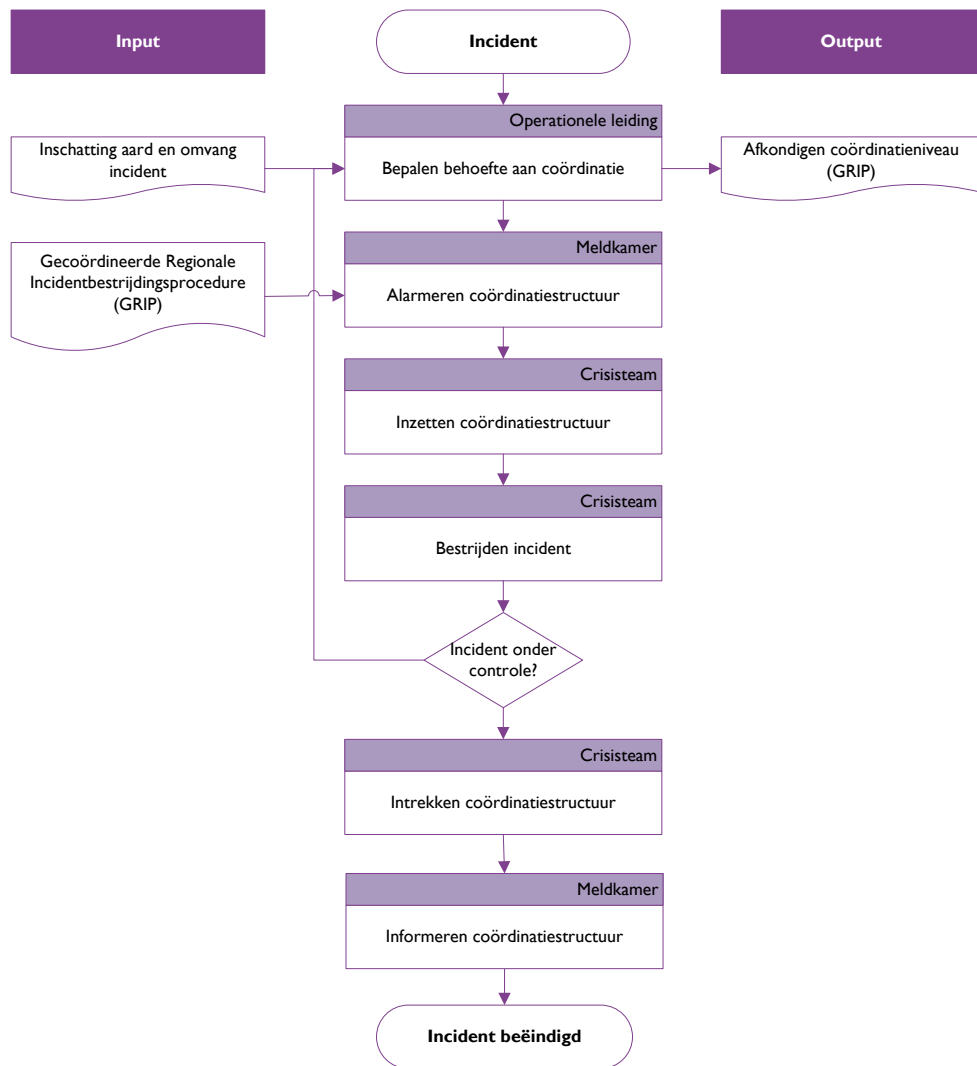 Input
Incident
Output
Operationele leiding
Inschatting aard en omvang
incident
Bepalen behoefte aan coördinatie
Afkondigen coördinatieniveau
(GRIP)
Meldkamer
Gecoördineerde Regionale
Incidentbestrijdingsprocedure
(GRIP)
Alarmeren coördinatiestructuur
Crisisteam
Inzetten coördinatiestructuur
Crisisteam
Bestrijden incident
Incident onder
controle?
Crisisteam
Intrekken coördinatiestructuur
Meldkamer
Informeren coördinatiestructuur
Incident beëindigd